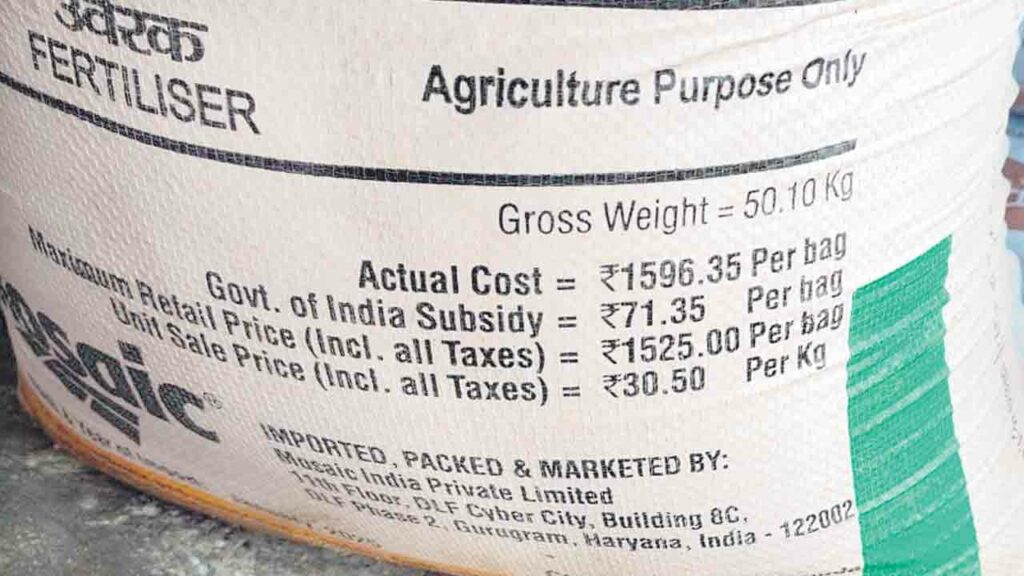 उर्वरक
FERTILISER
Agriculture Purpose Only
Gross Weight = 50.10 Kg
Actual Cost = ₹1596.35 Per bag
Govt. of India Subsidy = ₹71.35 Per bag
Maximum Retail Price (Incl. all Taxes) = ₹1525.00 Per bag
Unit Sale Price (Incl. all Taxes) = ₹30.50 Per Kg
mosaic®
IMPORTED, PACKED & MARKETED BY:
Mosaic India Private Limited
11th Floor, DLF Cyber City, Building 8C,
DLF Phase 2, Gurugram, Haryana, India - 122002